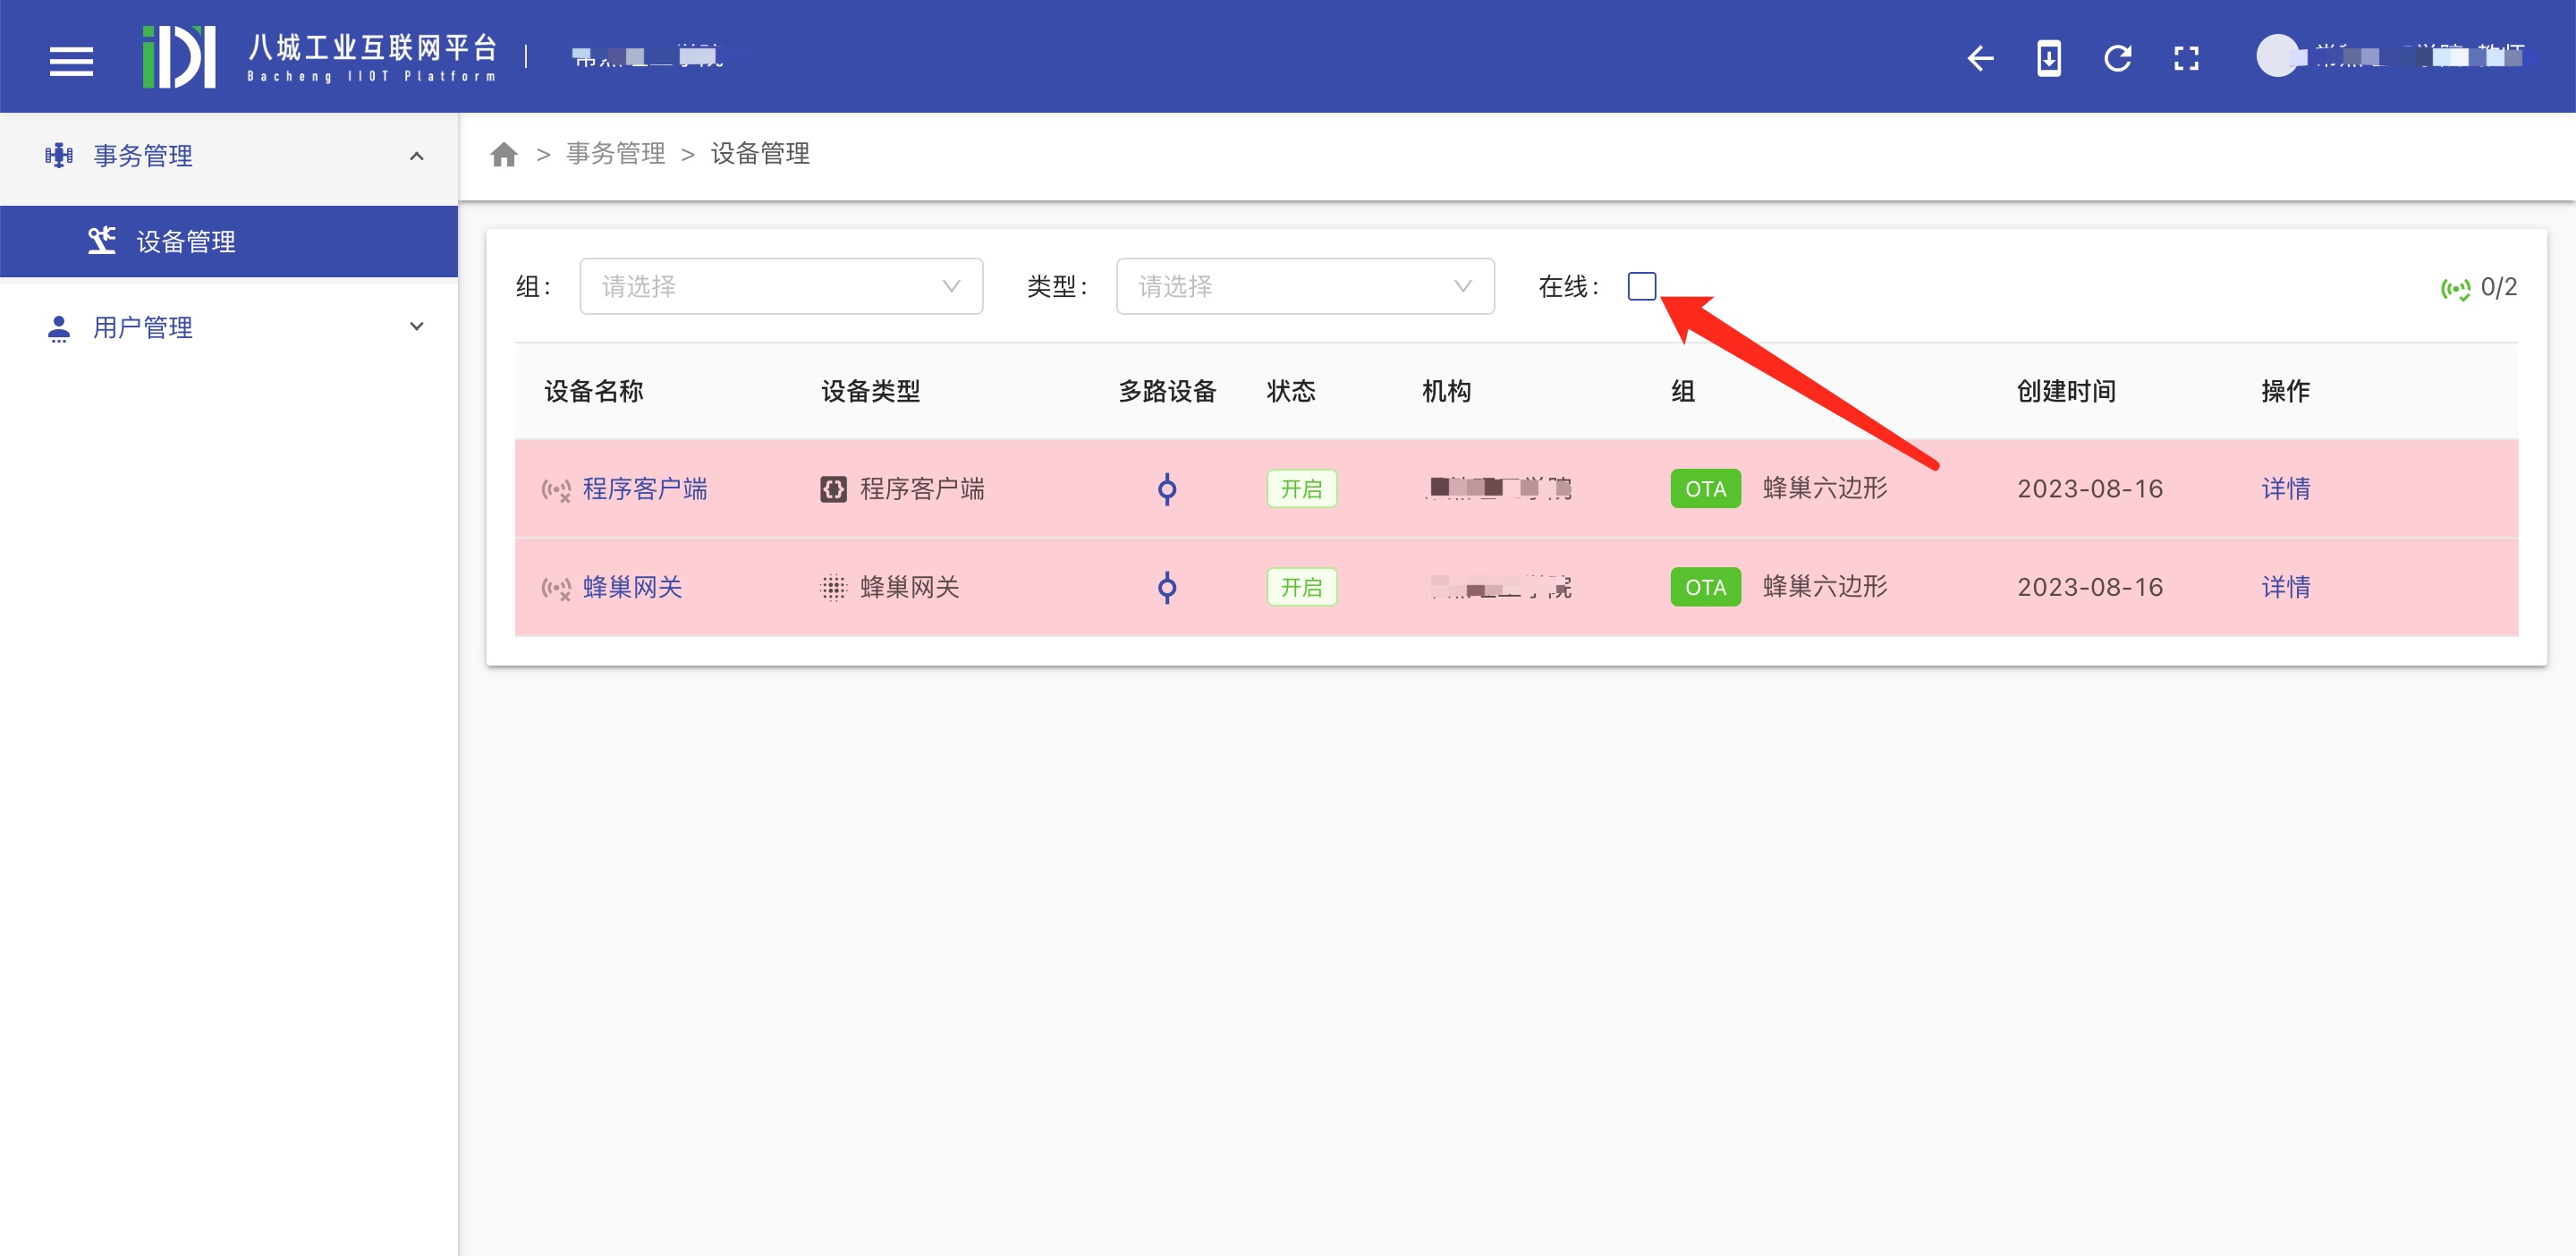 八城工业互联网平台
Bacheng IIOT Platform
事务管理
设备管理
用户管理
> 事务管理 > 设备管理
组： 请选择 类型： 请选择 在线： 0/2
设备名称 设备类型 多路设备 状态 机构 组 创建时间 操作
程序客户端 程序客户端 开启 OTA 蜂巢六边形 2023-08-16 详情
蜂巢网关 蜂巢网关 开启 OTA 蜂巢六边形 2023-08-16 详情